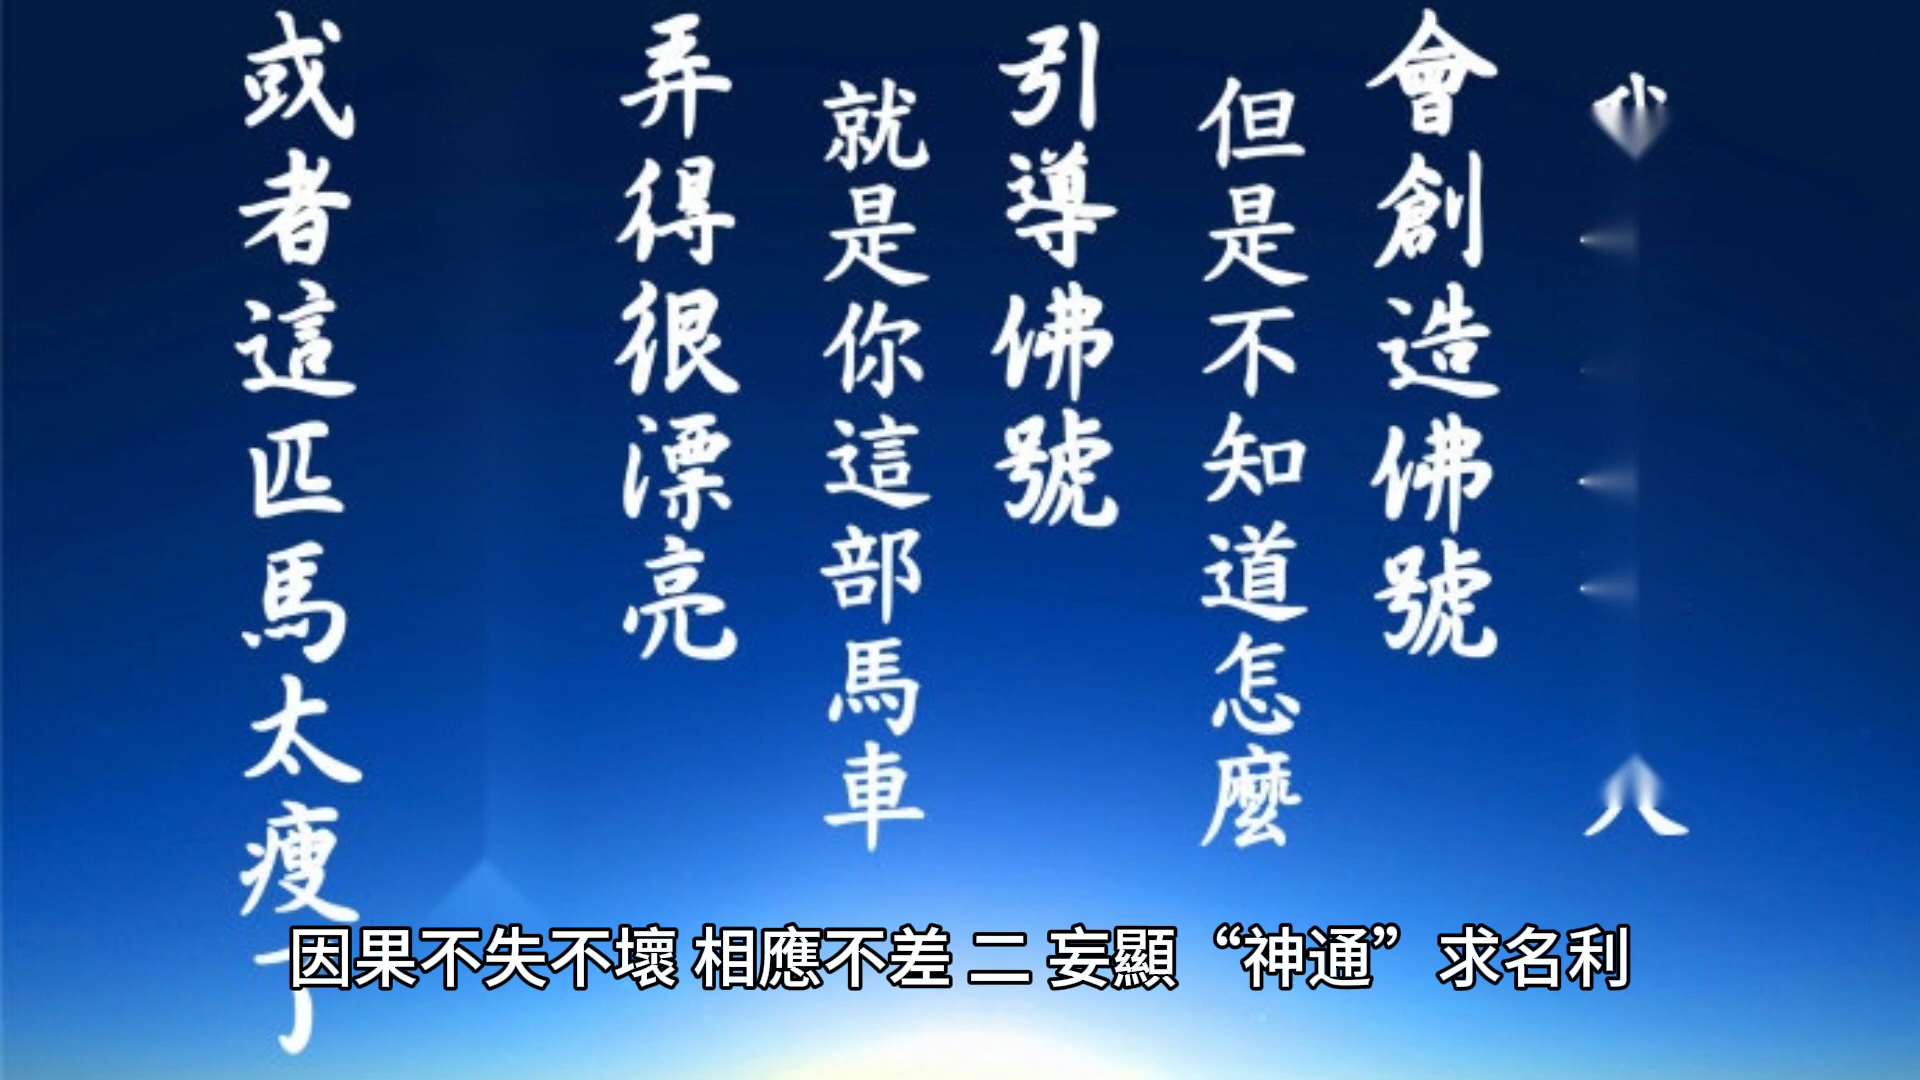 會創造佛號
但是不知道怎麼
引導佛號
就是你這部馬車
弄得很漂亮
或者這匹馬太瘦了
因果不失不壞 相應不差 二 妄顯“神通”求名利